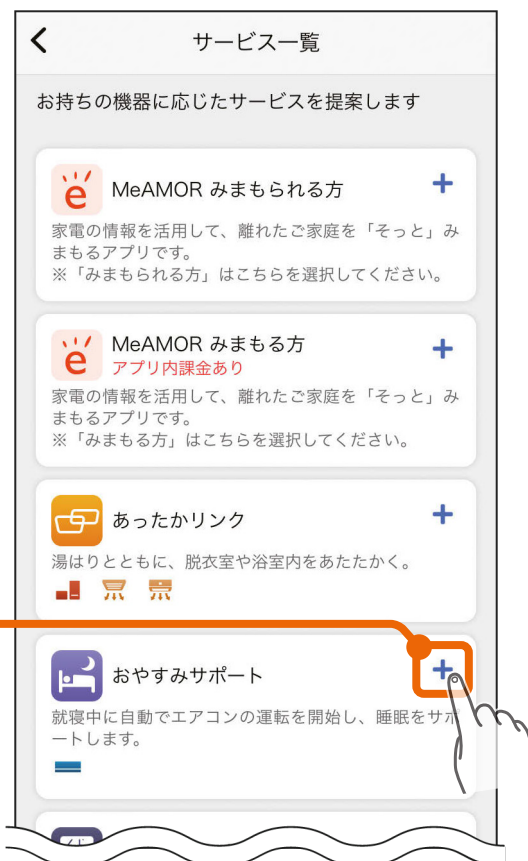 サービス一覧
お持ちの機器に応じたサービスを提案します
MeAMOR みまもられる方
家電の情報を活用して、離れたご家庭を「そっと」み
まもるアプリです。
※「みまもられる方」はこちらを選択してください。
MeAMOR みまもる方
アプリ内課金あり
家電の情報を活用して、離れたご家庭を「そっと」み
まもるアプリです。
※「みまもる方」はこちらを選択してください。
あったかリンク
湯はりとともに、脱衣室や浴室内をあたたかく。
おやすみサポート
就寝中に自動でエアコンの運転を開始し、睡眠をサポ
ートします。